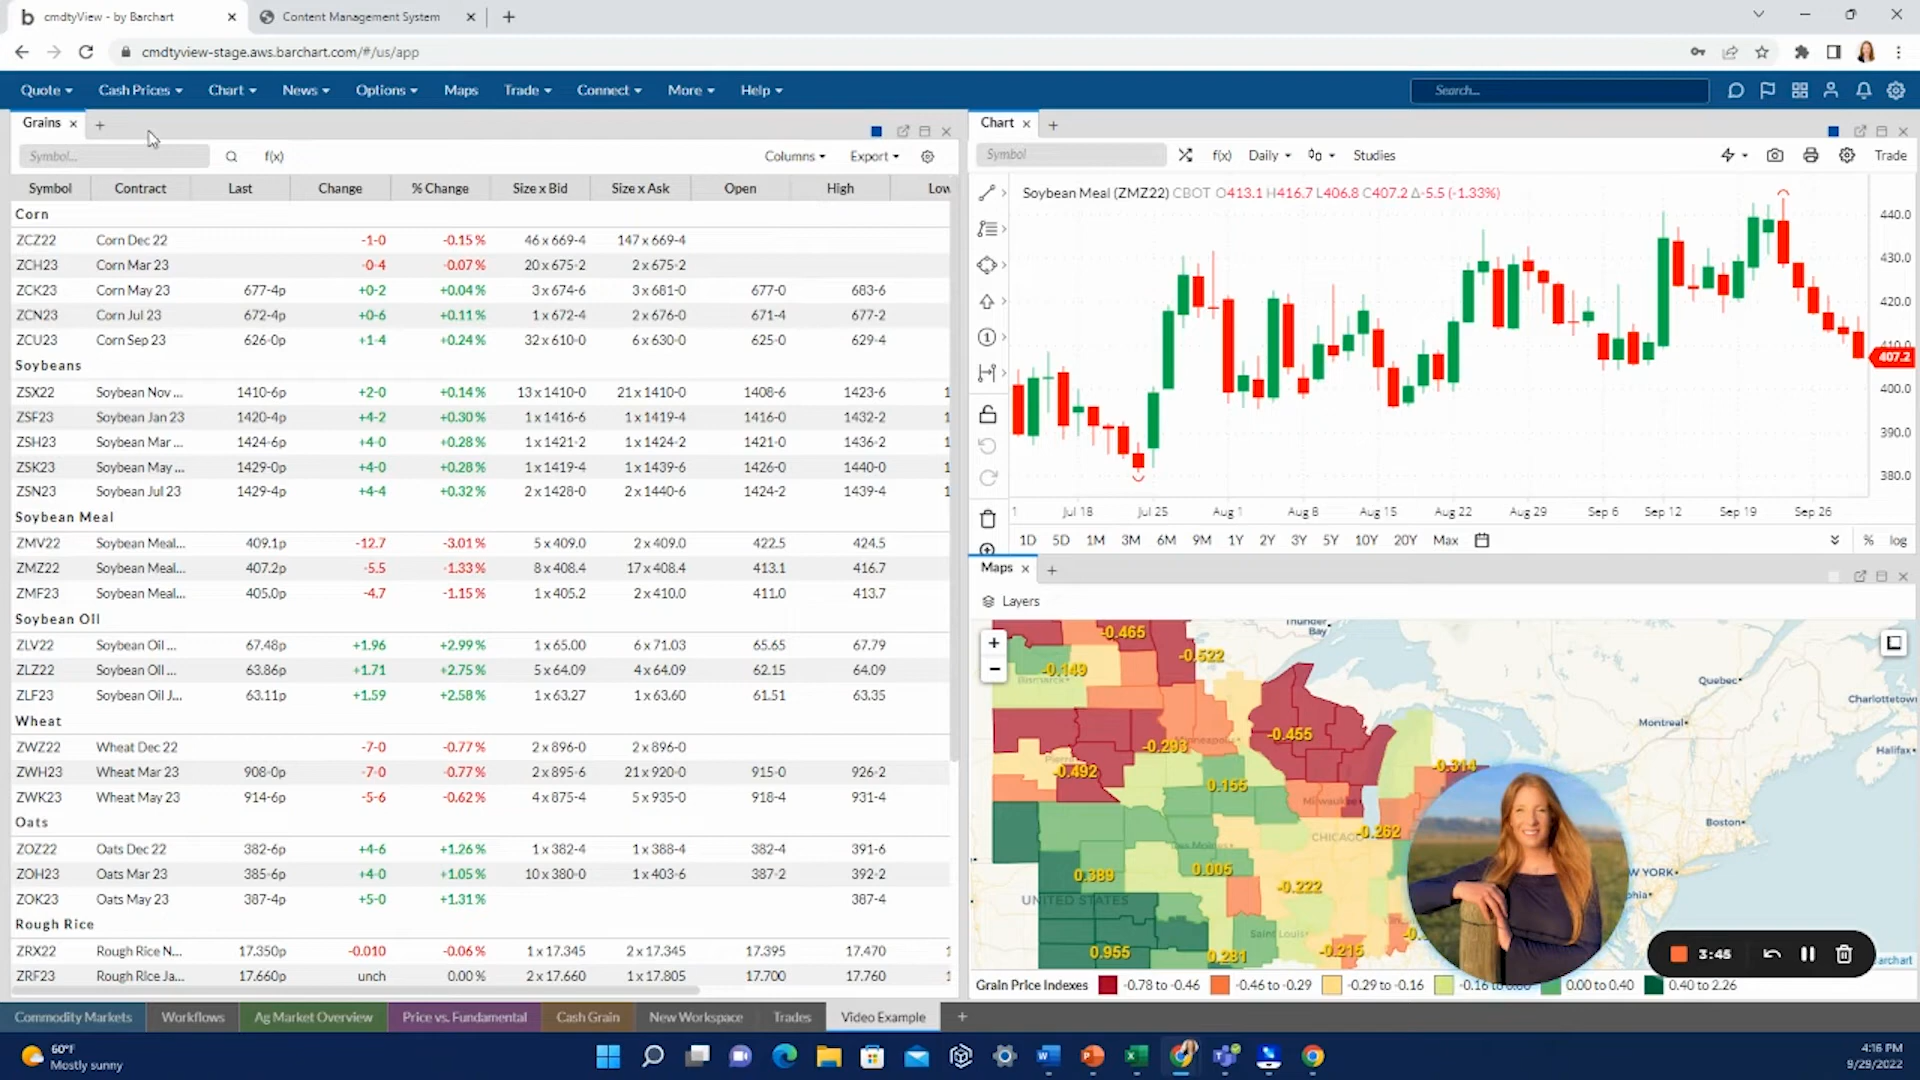 cmdtyView - by Barchart
Content Management System
cmdtyview-stage.aws.barchart.com/#/us/app
Quote Cash Prices Chart News Options Maps Trade Connect More Help Search...
Grains
Symbol... f(x) Columns Export
Symbol Contract Last Change % Change Size x Bid Size x Ask Open High Low
Corn
ZCZ22 Corn Dec 22 -1-0 -0.15 % 46 x 669-4 147 x 669-4
ZCH23 Corn Mar 23 -0-4 -0.07 % 20 x 675-2 2 x 675-2
ZCK23 Corn May 23 677-4p +0-2 +0.04 % 3 x 674-6 3 x 681-0 677-0 683-6
ZCN23 Corn Jul 23 672-4p +0-6 +0.11 % 1 x 672-4 2 x 676-0 671-4 677-2
ZCU23 Corn Sep 23 626-0p +1-4 +0.24 % 32 x 610-0 6 x 630-0 625-0 629-4
Soybeans
ZSX22 Soybean Nov ... 1410-6p +2-0 +0.14 % 13 x 1410-0 21 x 1410-0 1408-6 1423-6 1
ZSF23 Soybean Jan 23 1420-4p +4-2 +0.30 % 1 x 1416-6 1 x 1419-4 1416-0 1432-2 1
ZSH23 Soybean Mar ... 1424-6p +4-0 +0.28 % 1 x 1421-2 1 x 1424-2 1421-0 1436-2 1
ZSK23 Soybean May ... 1429-0p +4-0 +0.28 % 1 x 1419-4 1 x 1439-6 1426-0 1440-0 1
ZSN23 Soybean Jul 23 1429-4p +4-4 +0.32 % 2 x 1428-0 2 x 1440-6 1424-2 1439-4 1
Soybean Meal
ZMV22 Soybean Meal... 409.1p -12.7 -3.01 % 5 x 409.0 2 x 409.0 422.5 424.5
ZMZ22 Soybean Meal... 407.2p -5.5 -1.33 % 8 x 408.4 17 x 408.4 413.1 416.7
ZMF23 Soybean Meal... 405.0p -4.7 -1.15 % 1 x 405.2 2 x 410.0 411.0 413.7
Soybean Oil
ZLV22 Soybean Oil ... 67.48p +1.96 +2.99 % 1 x 65.00 6 x 71.03 65.65 67.79
ZLZ22 Soybean Oil ... 63.86p +1.71 +2.75 % 5 x 64.09 4 x 64.09 62.15 64.09
ZLF23 Soybean Oil J... 63.11p +1.59 +2.58 % 1 x 63.27 1 x 63.60 61.51 63.35
Wheat
ZWZ22 Wheat Dec 22 -7-0 -0.77 % 2 x 896-0 2 x 896-0
ZWH23 Wheat Mar 23 908-0p -7-0 -0.77 % 2 x 895-6 21 x 920-0 915-0 926-2
ZWK23 Wheat May 23 914-6p -5-6 -0.62 % 4 x 875-4 5 x 935-0 918-4 931-4
Oats
ZOZ22 Oats Dec 22 382-6p +4-6 +1.26 % 1 x 382-4 1 x 388-4 382-4 391-6
ZOH23 Oats Mar 23 385-6p +4-0 +1.05 % 10 x 380-0 1 x 403-6 387-2 392-2
ZOK23 Oats May 23 387-4p +5-0 +1.31 % 387-4
Rough Rice
ZRX22 Rough Rice N... 17.350p -0.010 -0.06 % 1 x 17.345 2 x 17.345 17.395 17.470 1
ZRF23 Rough Rice Ja... 17.660p unch 0.00 % 2 x 17.660 1 x 17.805 17.700 17.760 1
Chart
Symbol f(x) Daily Studies Trade
Soybean Meal (ZMZ22) CBOT O413.1 H416.7 L406.8 C407.2 Δ-5.5 (-1.33%)
440.0
430.0
420.0
410.0
407.2
400.0
390.0
380.0
1 Jul 18 Jul 25 Aug 1 Aug 8 Aug 15 Aug 22 Aug 29 Sep 6 Sep 12 Sep 19 Sep 26
1D 5D 1M 3M 6M 9M 1Y 2Y 3Y 5Y 10Y 20Y Max % log
Maps
Layers
+
-
-0.465
Thunder Bay
-0.522
-0.149
Bismarck
Quebec
Charlottetown
Montreal
-0.455
Minneapolis
-0.293
Halifax
Pierre
-0.492
-0.314
0.155
Milwaukee
Boston
CHICAGO
-0.262
Des Moines
0.389
0.005
W YORK
-0.222
phia
UNITED STATES
Saint Louis
0.955
0.281
-0.215
3:45
archart
Grain Price Indexes -0.78 to -0.46 -0.46 to -0.29 -0.29 to -0.16 -0.16 to 0.00 0.00 to 0.40 0.40 to 2.26
Commodity Markets Workflows Ag Market Overview Price vs. Fundamental Cash Grain New Workspace Trades Video Example +
60°F
Mostly sunny
4:16 PM
9/29/2022